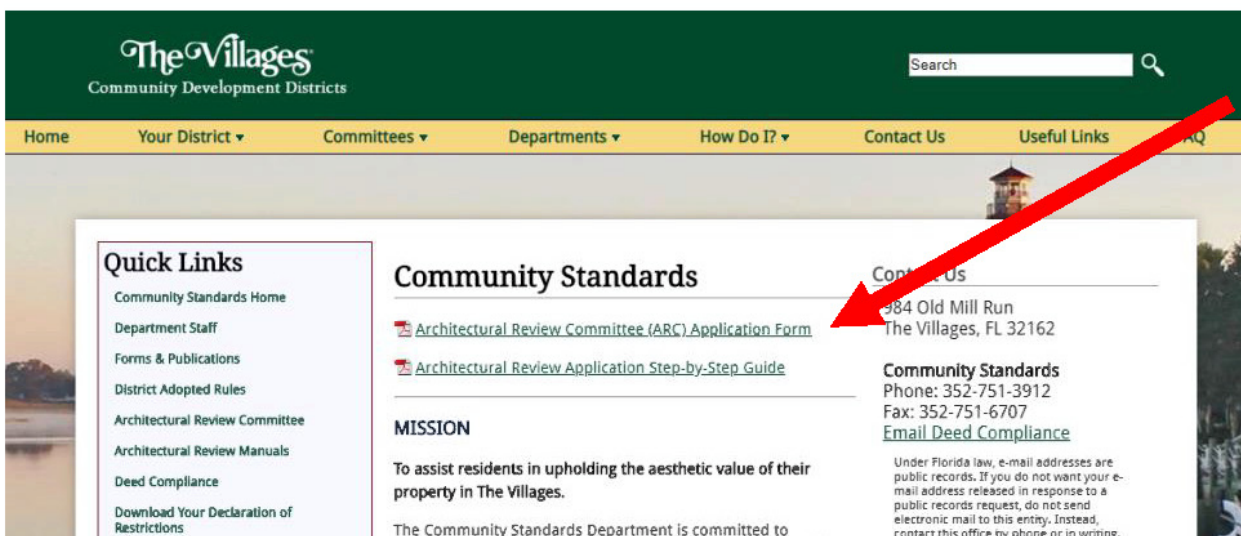 The Villages
Community Development Districts
Search
Home
Your District
Committees
Departments
How Do I?
Contact Us
Useful Links
Quick Links
Community Standards Home
Department Staff
Forms & Publications
District Adopted Rules
Architectural Review Committee
Architectural Review Manuals
Deed Compliance
Download Your Declaration of
Restrictions
Community Standards
Architectural Review Committee (ARC) Application Form
Architectural Review Application Step-by-Step Guide
MISSION
To assist residents in upholding the aesthetic value of their
property in The Villages.
The Community Standards Department is committed to
Contact Us
984 Old Mill Run
The Villages, FL 32162
Community Standards
Phone: 352-751-3912
Fax: 352-751-6707
Email Deed Compliance
Under Florida law, e-mail addresses are
public records. If you do not want your e-
mail address released in response to a
public records request, do not send
electronic mail to this entity. Instead,
contact this office by phone or in writing.